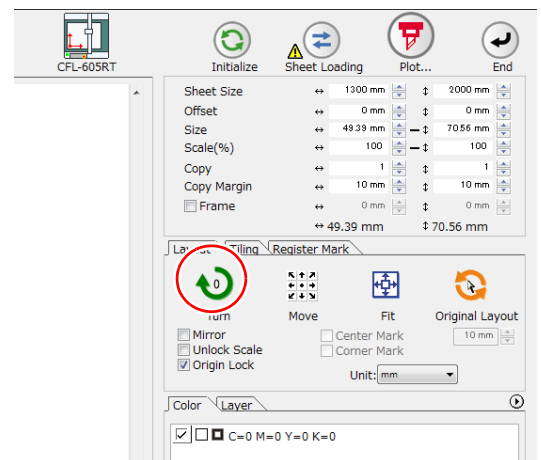 CFL-605RT
Initialize Sheet Loading Plot... End
Sheet Size 1300 mm 2000 mm
Offset 0 mm 0 mm
Size 49.39 mm 70.56 mm
Scale(%) 100 100
Copy 1 1
Copy Margin 10 mm 10 mm
Frame 0 mm 0 mm
49.39 mm 70.56 mm
Layout Tiling Register Mark
0
Turn Move Fit Original Layout
Mirror Center Mark 10 mm
Unlock Scale Corner Mark
Origin Lock
Unit: mm
Color Layer
C=0 M=0 Y=0 K=0